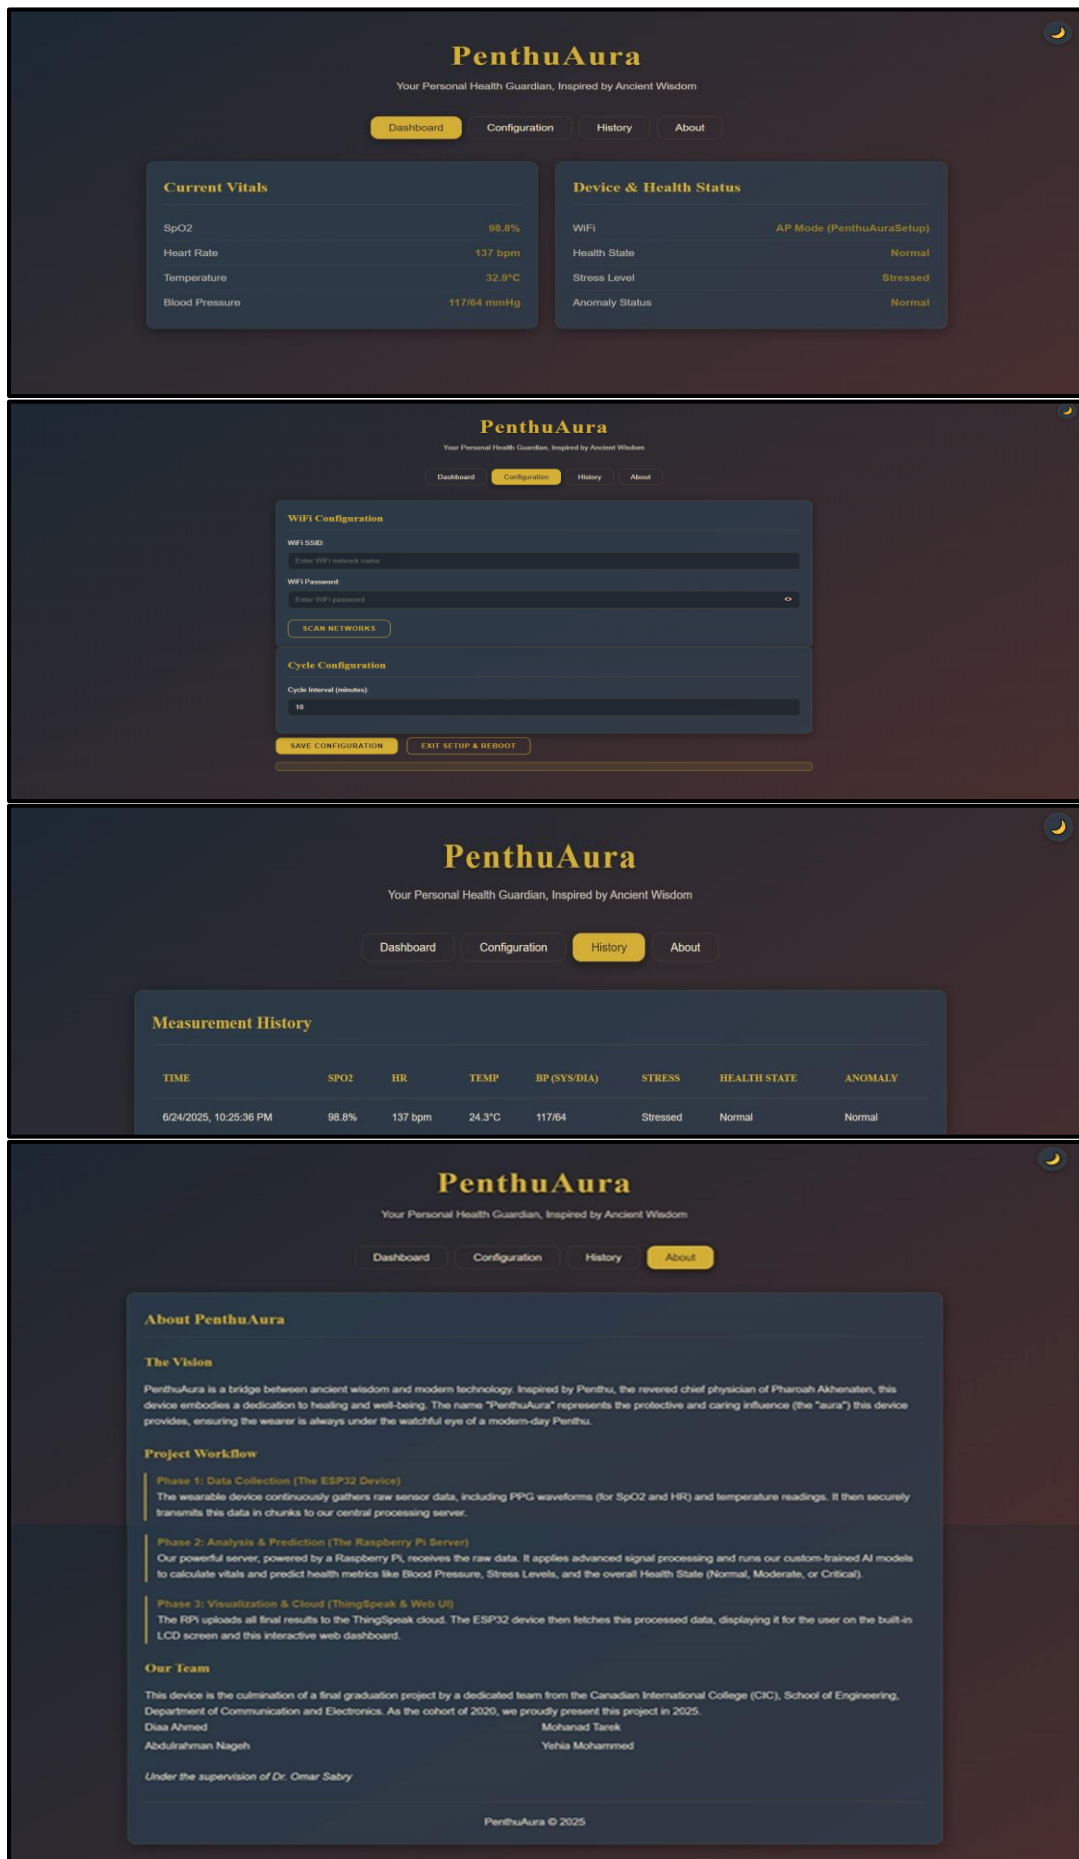 PenthuAura
Your Personal Health Guardian, Inspired by Ancient Wisdom
Dashboard Configuration History About
Current Vitals
SpO2 98.8%
Heart Rate 137 bpm
Temperature 32.9°C
Blood Pressure 117/64 mmHg
Device & Health Status
WiFi AP Mode (PenthuAuraSetup)
Health State Normal
Stress Level Stressed
Anomaly Status Normal
PenthuAura
Your Personal Health Guardian, Inspired by Ancient Wisdom
Dashboard Configuration History About
WiFi Configuration
WiFi SSID:
Enter WiFi network name
WiFi Password:
Enter WiFi password
SCAN NETWORKS
Cycle Configuration
Cycle Interval (minutes):
10
SAVE CONFIGURATION EXIT SETUP & REBOOT
PenthuAura
Your Personal Health Guardian, Inspired by Ancient Wisdom
Dashboard Configuration History About
Measurement History
TIME SPO2 HR TEMP BP (SYS/DIA) STRESS HEALTH STATE ANOMALY
6/24/2025, 10:25:36 PM 98.8% 137 bpm 24.3°C 117/64 Stressed Normal Normal
PenthuAura
Your Personal Health Guardian, Inspired by Ancient Wisdom
Dashboard Configuration History About
About PenthuAura
The Vision
PenthuAura is a bridge between ancient wisdom and modern technology. Inspired by Penthu, the revered chief physician of Pharoah Akhenaten, this
device embodies a dedication to healing and well-being. The name "PenthuAura" represents the protective and caring influence (the "aura") this device
provides, ensuring the wearer is always under the watchful eye of a modern-day Penthu.
Project Workflow
Phase 1: Data Collection (The ESP32 Device)
The wearable device continuously gathers raw sensor data, including PPG waveforms (for SpO2 and HR) and temperature readings. It then securely
transmits this data in chunks to our central processing server.
Phase 2: Analysis & Prediction (The Raspberry Pi Server)
Our powerful server, powered by a Raspberry Pi, receives the raw data. It applies advanced signal processing and runs our custom-trained AI models
to calculate vitals and predict health metrics like Blood Pressure, Stress Levels, and the overall Health State (Normal, Moderate, or Critical).
Phase 3: Visualization & Cloud (ThingSpeak & Web UI)
The RPi uploads all final results to the ThingSpeak cloud. The ESP32 device then fetches this processed data, displaying it for the user on the built-in
LCD screen and this interactive web dashboard.
Our Team
This device is the culmination of a final graduation project by a dedicated team from the Canadian International College (CIC), School of Engineering,
Department of Communication and Electronics. As the cohort of 2020, we proudly present this project in 2025.
Diaa Ahmed Mohanad Tarek
Abdulrahman Nageh Yehia Mohammed
Under the supervision of Dr. Omar Sabry
PenthuAura © 2025